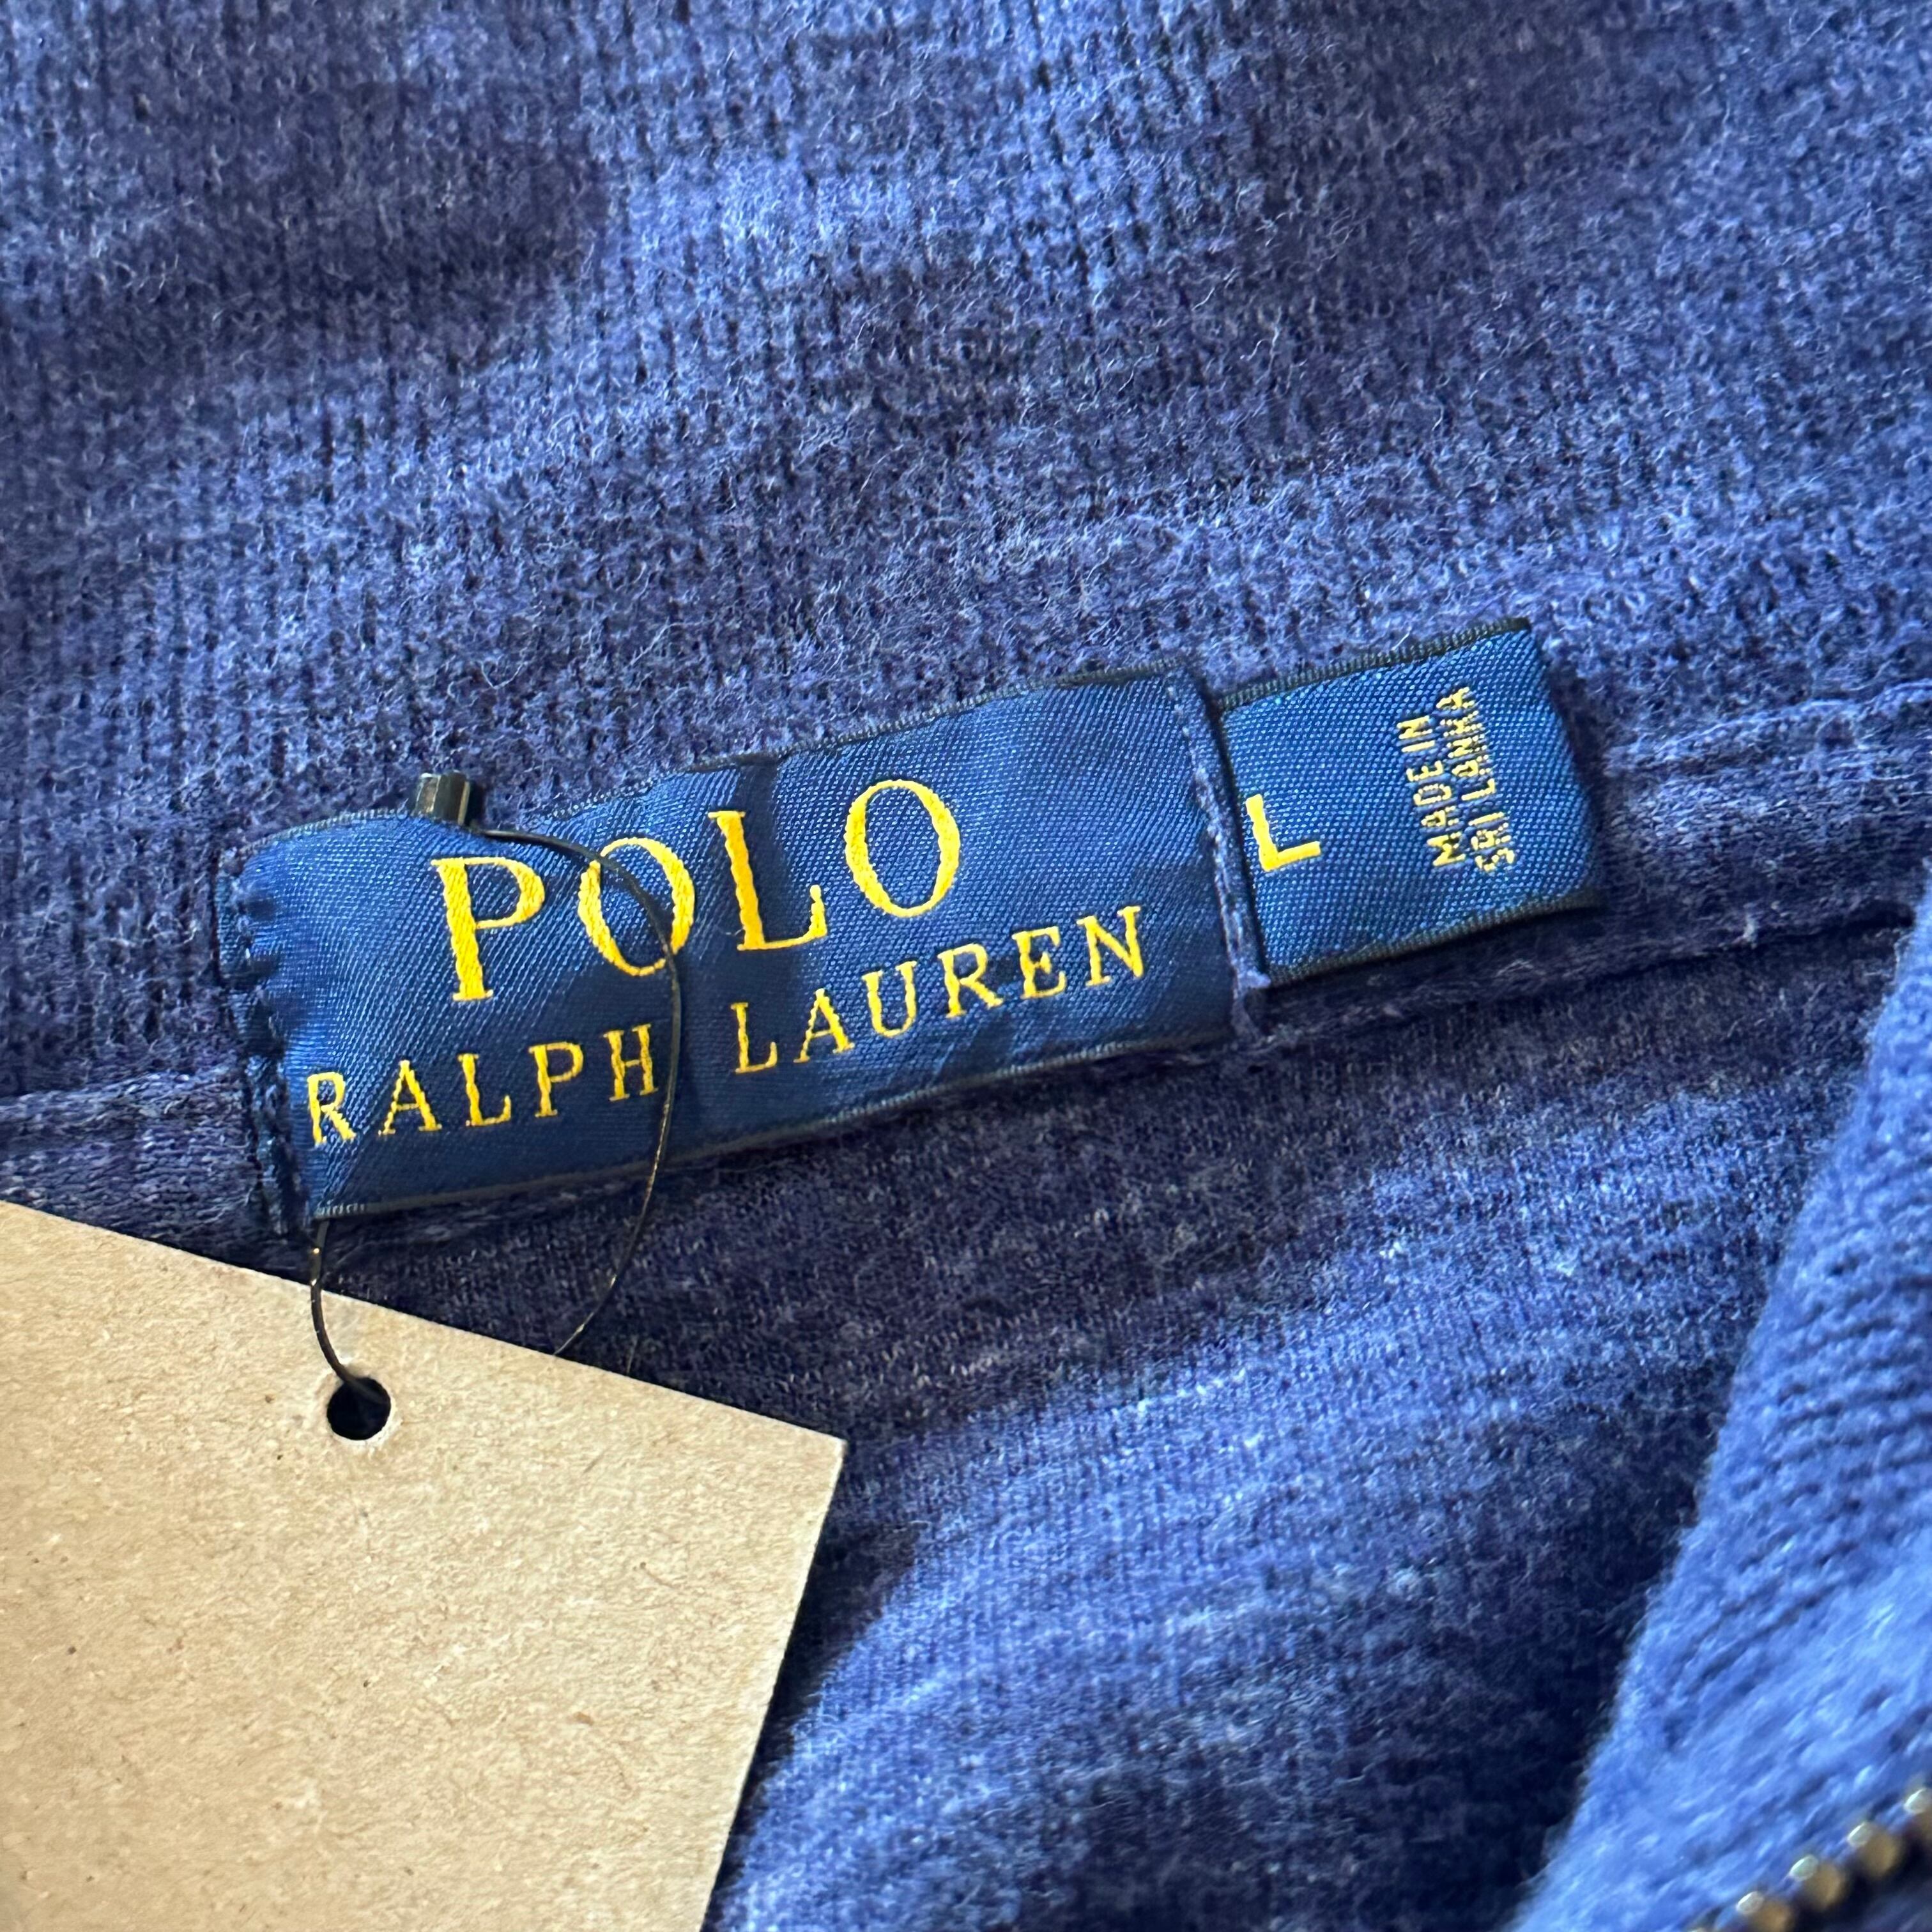 POLO
RALPH LAUREN
L
MADE IN
SRI LANKA